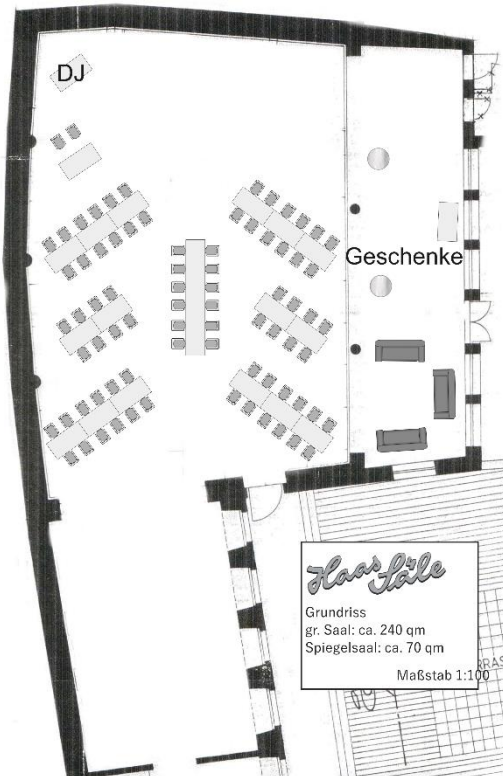 DJ
Geschenke
Haas Säle
Grundriss
gr. Saal: ca. 240 qm
Spiegelsaal: ca. 70 qm
Maßstab 1:100